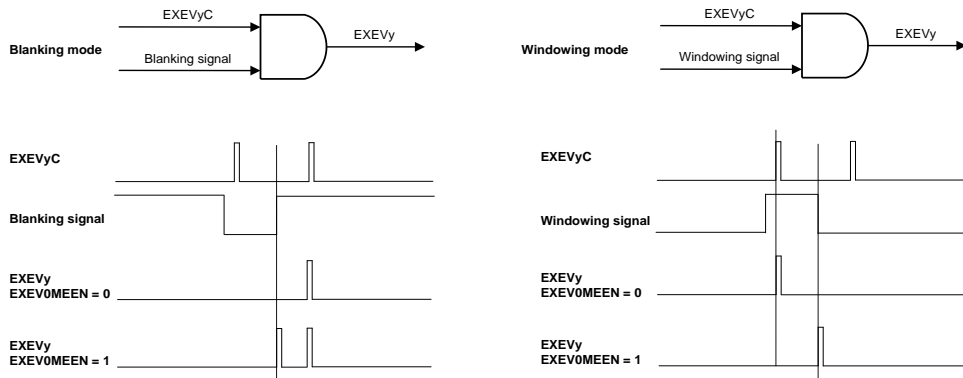 EXEVyC
Blanking mode
EXEVy
Blanking signal
EXEVyC
Blanking signal
EXEVy
EXEV0MEEN = 0
EXEVy
EXEV0MEEN = 1
EXEVyC
Windowing mode
EXEVy
Windowing signal
EXEVyC
Windowing signal
EXEVy
EXEV0MEEN = 0
EXEVy
EXEV0MEEN = 1